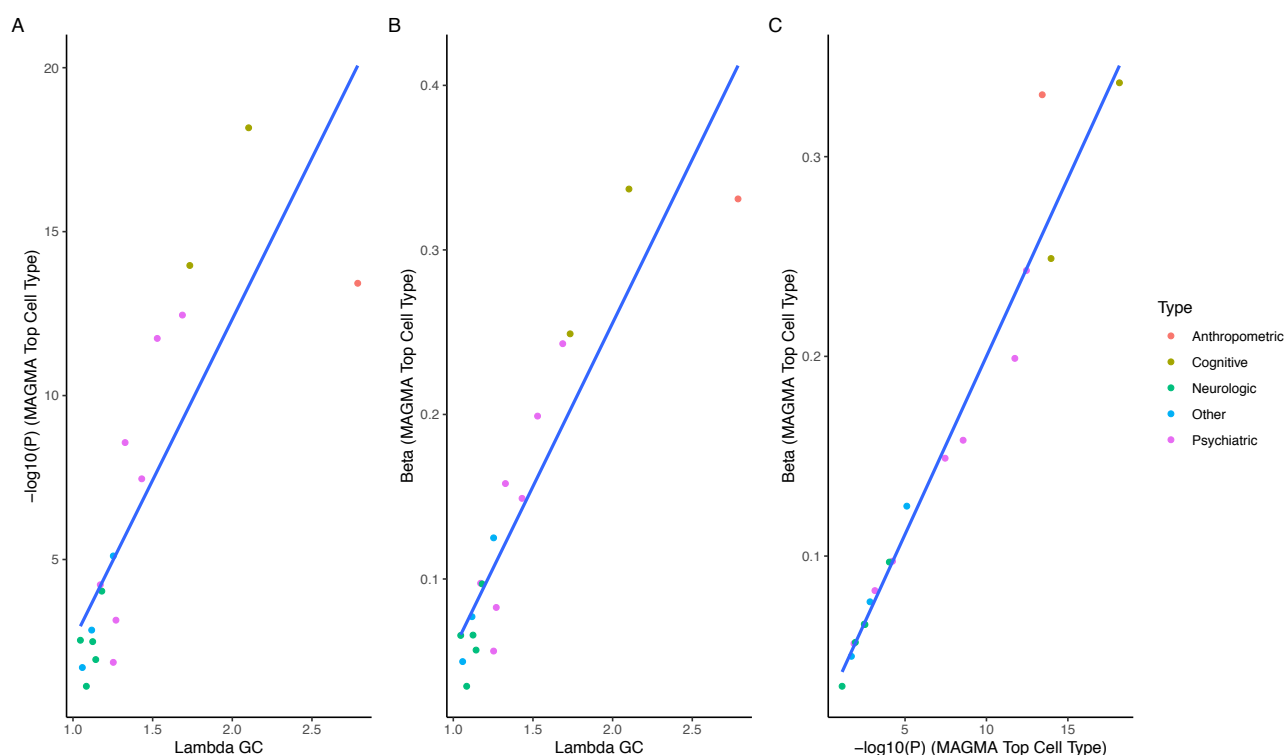 A
20
15
10
5
−log10(P) (MAGMA Top Cell Type)
1.0 1.5 2.0 2.5
Lambda GC
B
0.4
0.3
0.2
0.1
Beta (MAGMA Top Cell Type)
1.0 1.5 2.0 2.5
Lambda GC
C
0.3
0.2
0.1
Beta (MAGMA Top Cell Type)
5 10 15
−log10(P) (MAGMA Top Cell Type)
Type
Anthropometric
Cognitive
Neurologic
Other
Psychiatric